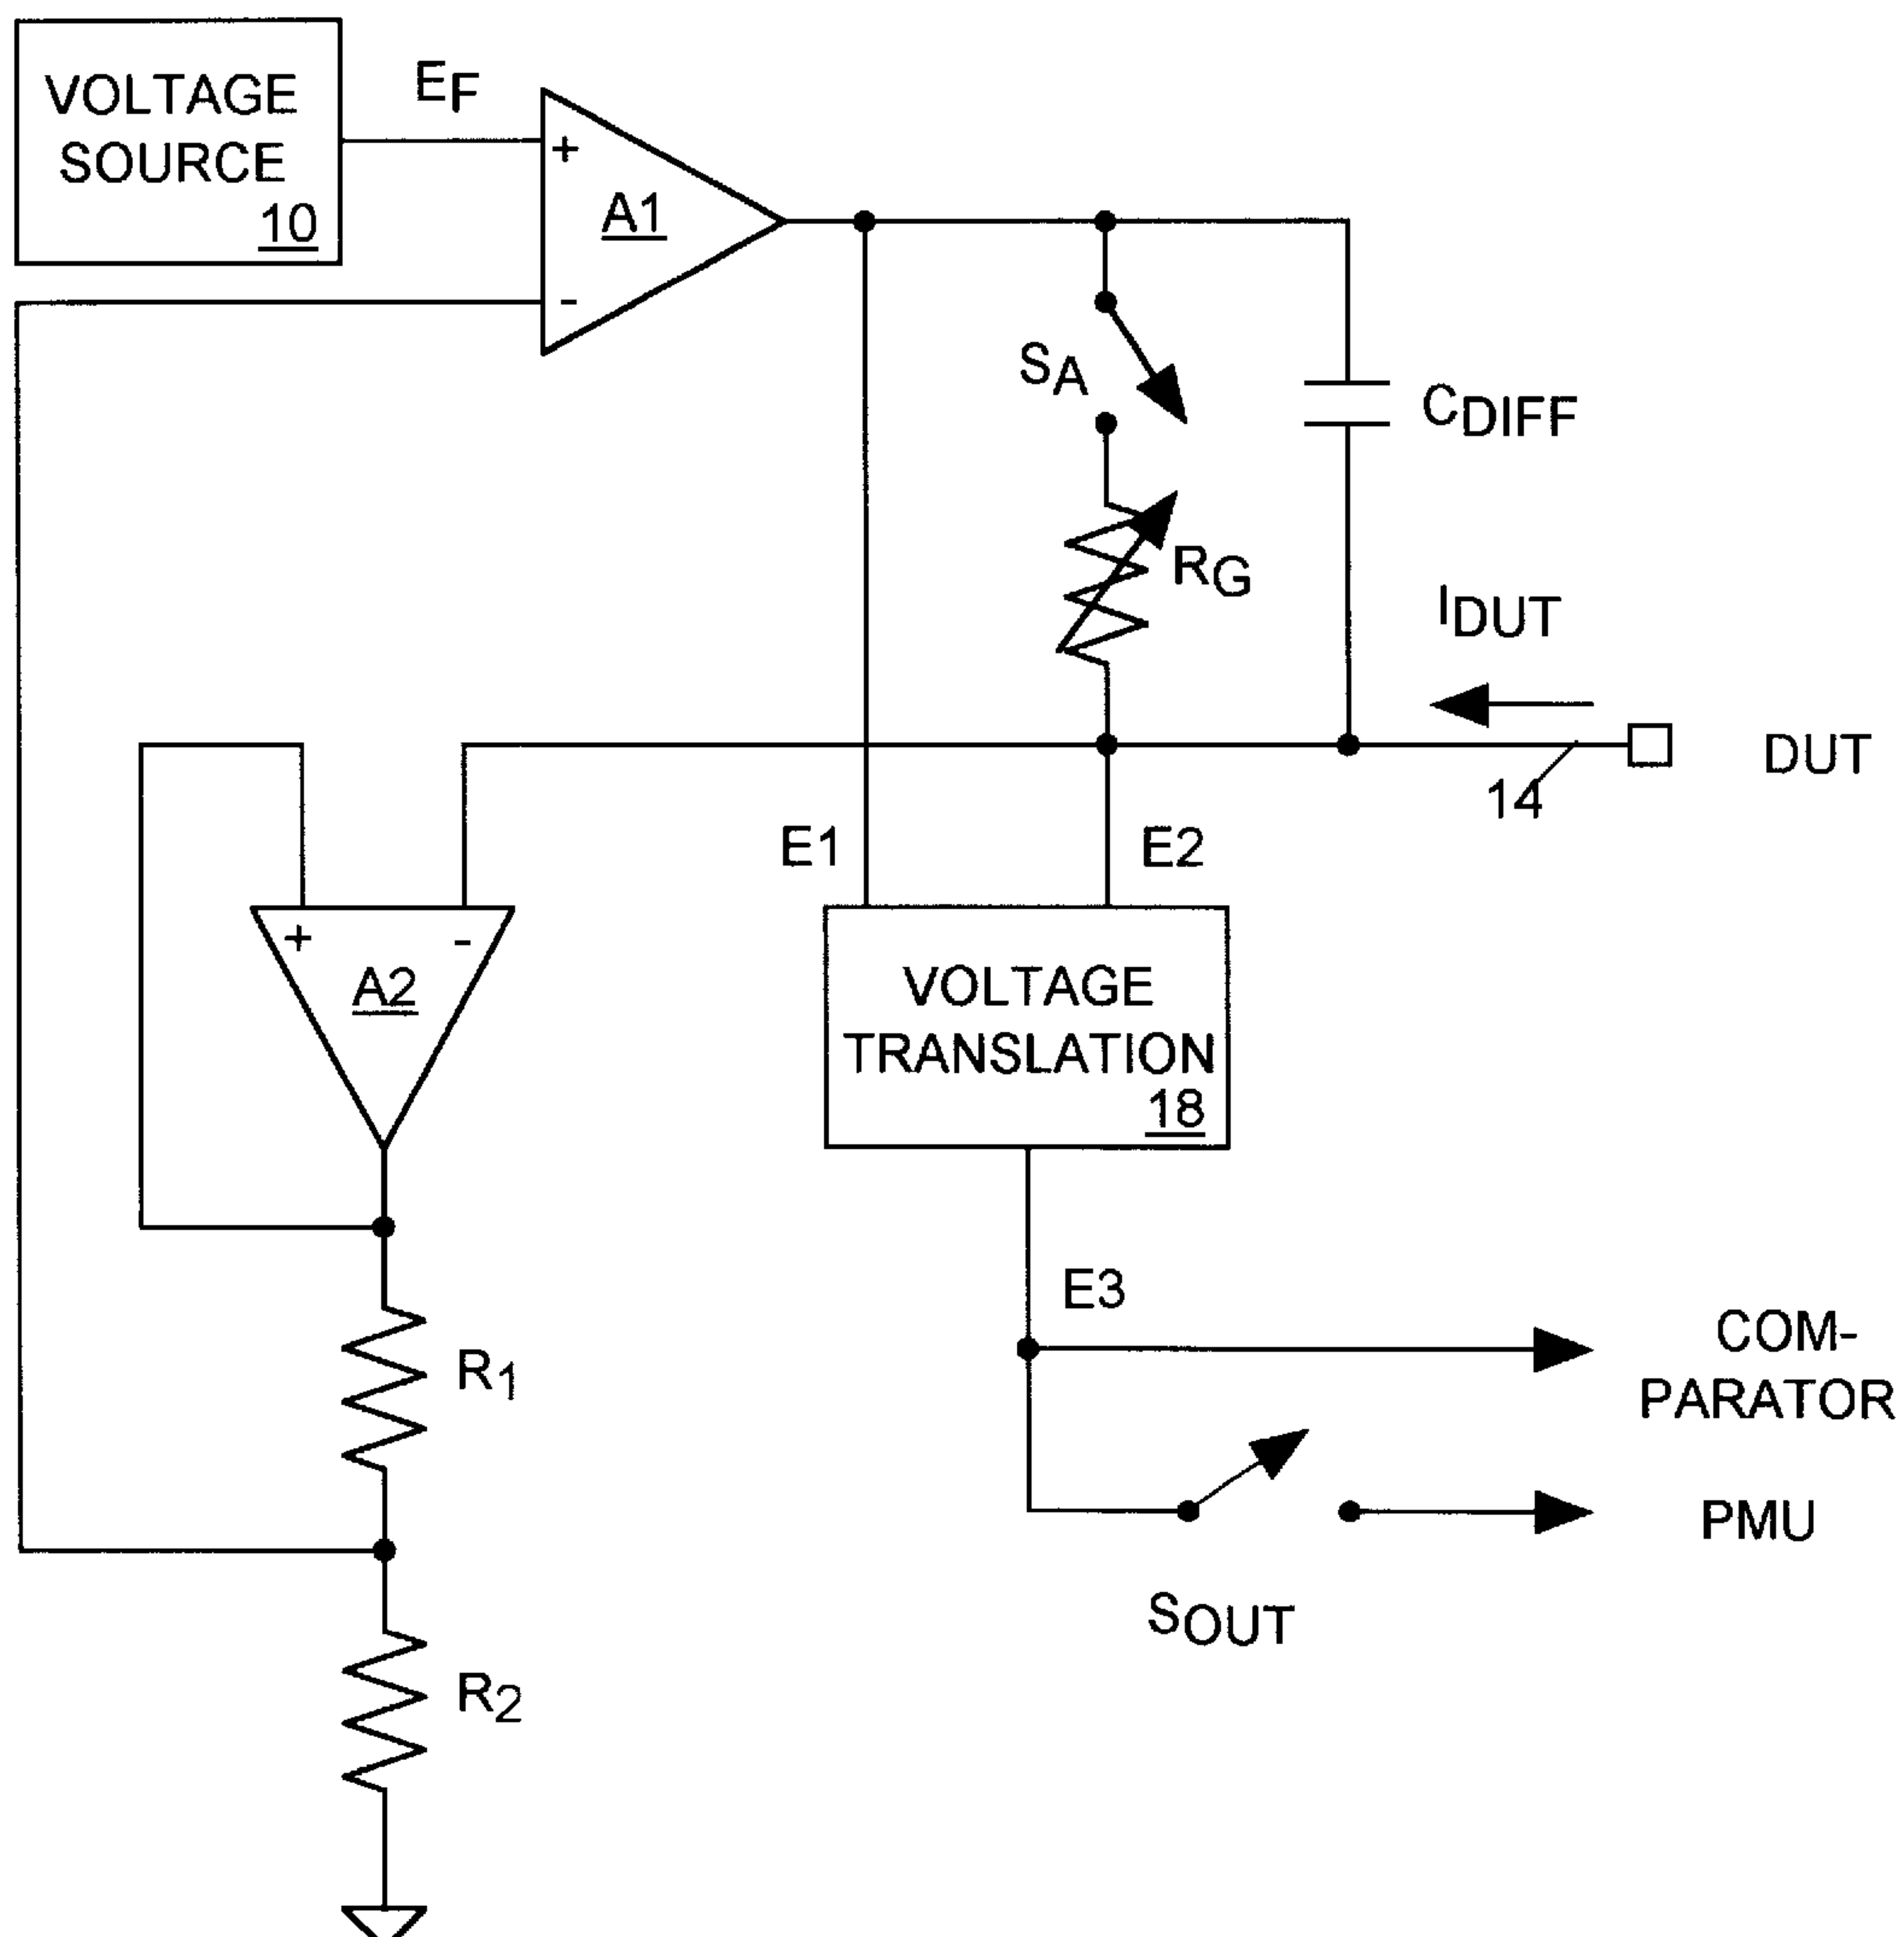 VOLTAGE
SOURCE
10
EF
+
A1
-
SA
CDIFF
RG
IDUT
DUT
14
E1
E2
+
-
A2
VOLTAGE
TRANSLATION
18
E3
R1
COM-
PARATOR
PMU
SOUT
R2